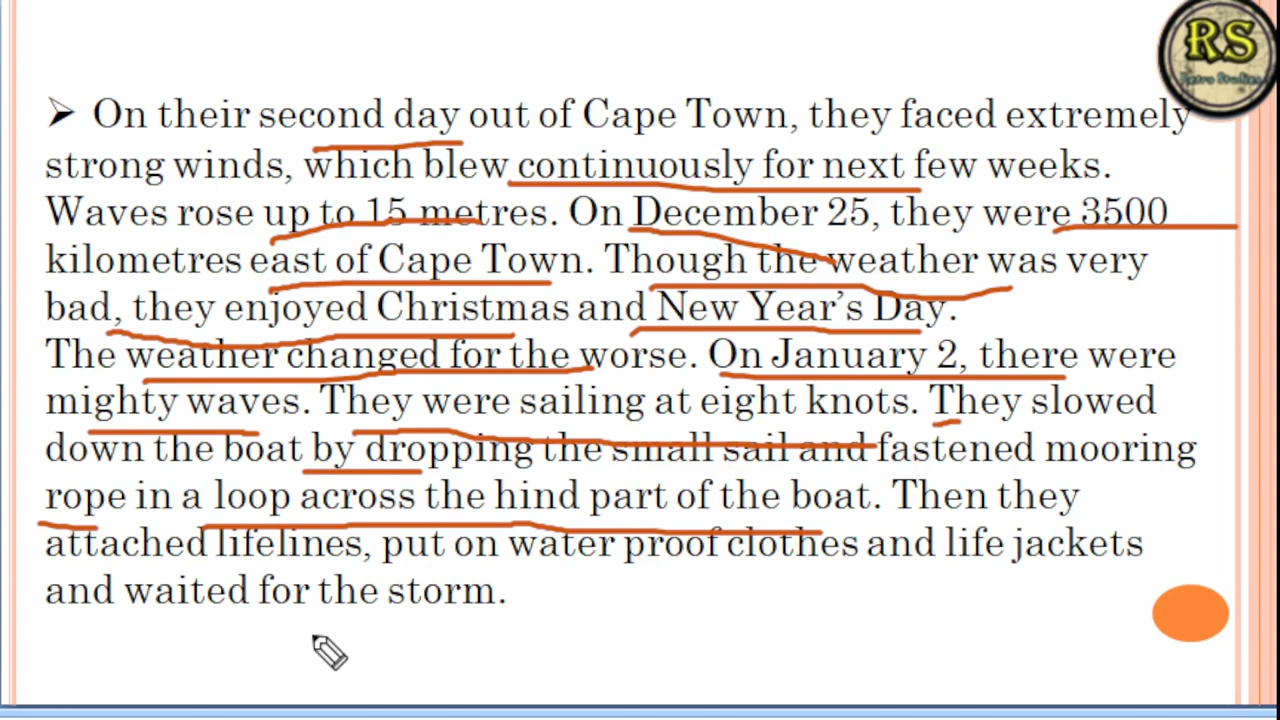 RS
Retro Studies
➤ On their second day out of Cape Town, they faced extremely
strong winds, which blew continuously for next few weeks.
Waves rose up to 15 metres. On December 25, they were 3500
kilometres east of Cape Town. Though the weather was very
bad, they enjoyed Christmas and New Year’s Day.
The weather changed for the worse. On January 2, there were
mighty waves. They were sailing at eight knots. They slowed
down the boat by dropping the small sail and fastened mooring
rope in a loop across the hind part of the boat. Then they
attached lifelines, put on water proof clothes and life jackets
and waited for the storm.